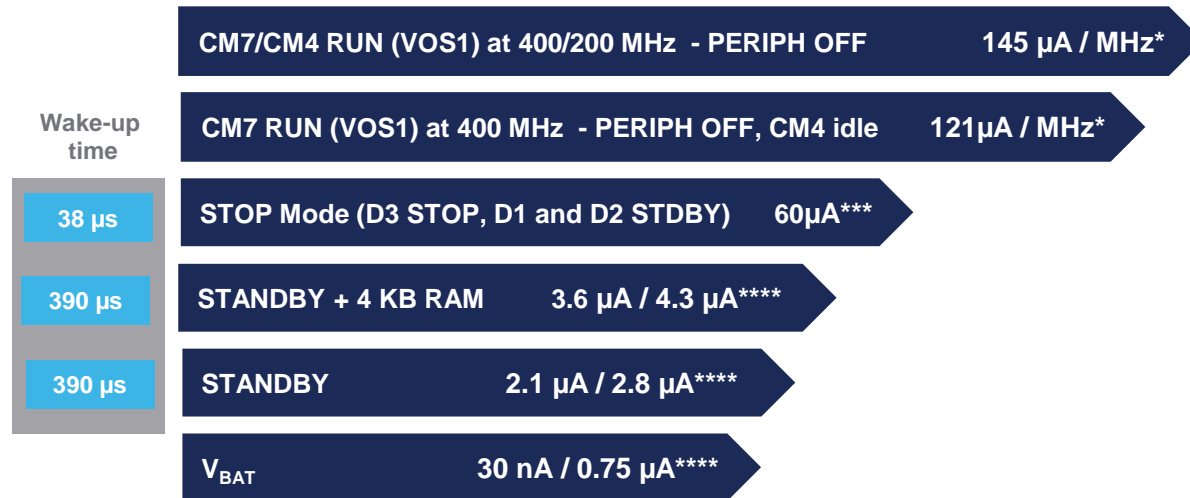 CM7/CM4 RUN (VOS1) at 400/200 MHz - PERIPH OFF 145 µA / MHz*
Wake-up
time
CM7 RUN (VOS1) at 400 MHz - PERIPH OFF, CM4 idle 121µA / MHz*
38 µs STOP Mode (D3 STOP, D1 and D2 STDBY) 60µA***
390 µs STANDBY + 4 KB RAM 3.6 µA / 4.3 µA****
390 µs STANDBY 2.1 µA / 2.8 µA****
VBAT 30 nA / 0.75 µA****